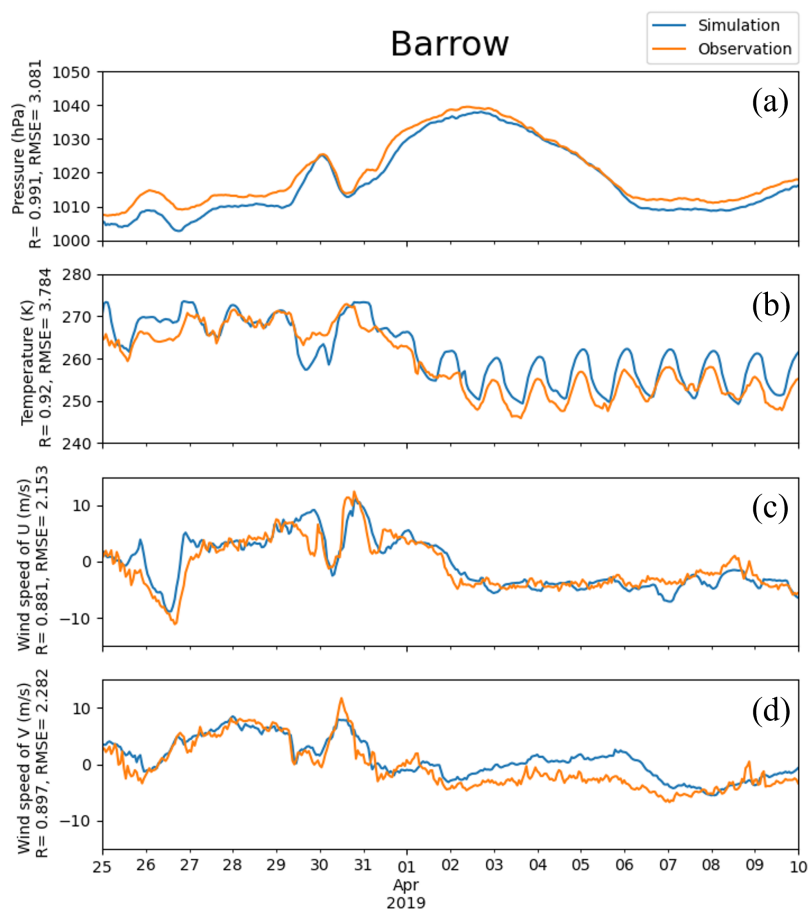 Barrow
Simulation
Observation
Pressure (hPa)
R= 0.991, RMSE= 3.081
1050
1040
1030
1020
1010
1000
(a)
Temperature (K)
R= 0.92, RMSE= 3.784
280
270
260
250
240
(b)
Wind speed of U (m/s)
R= 0.881, RMSE= 2.153
10
0
−10
(c)
Wind speed of V (m/s)
R= 0.897, RMSE= 2.282
10
0
−10
(d)
25 26 27 28 29 30 31 01 02 03 04 05 06 07 08 09 10
Apr
2019